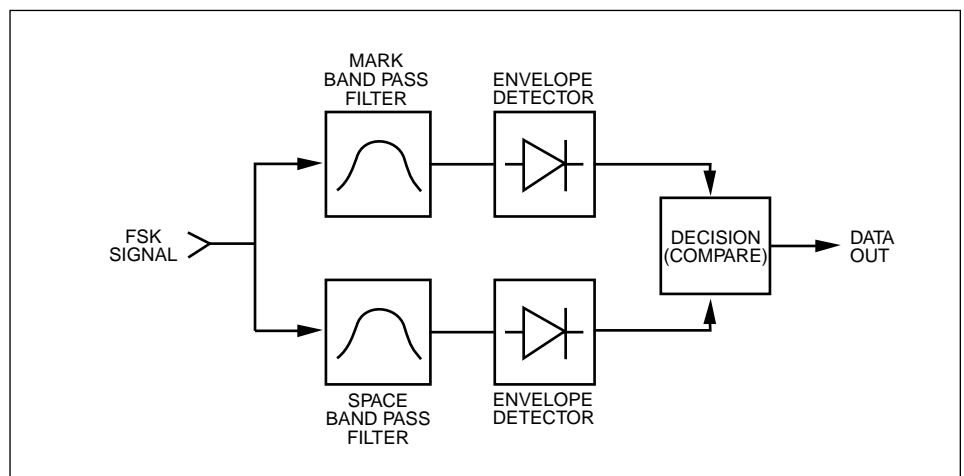 MARK
BAND PASS
FILTER
ENVELOPE
DETECTOR
FSK
SIGNAL
DECISION
(COMPARE)
DATA
OUT
SPACE
BAND PASS
FILTER
ENVELOPE
DETECTOR